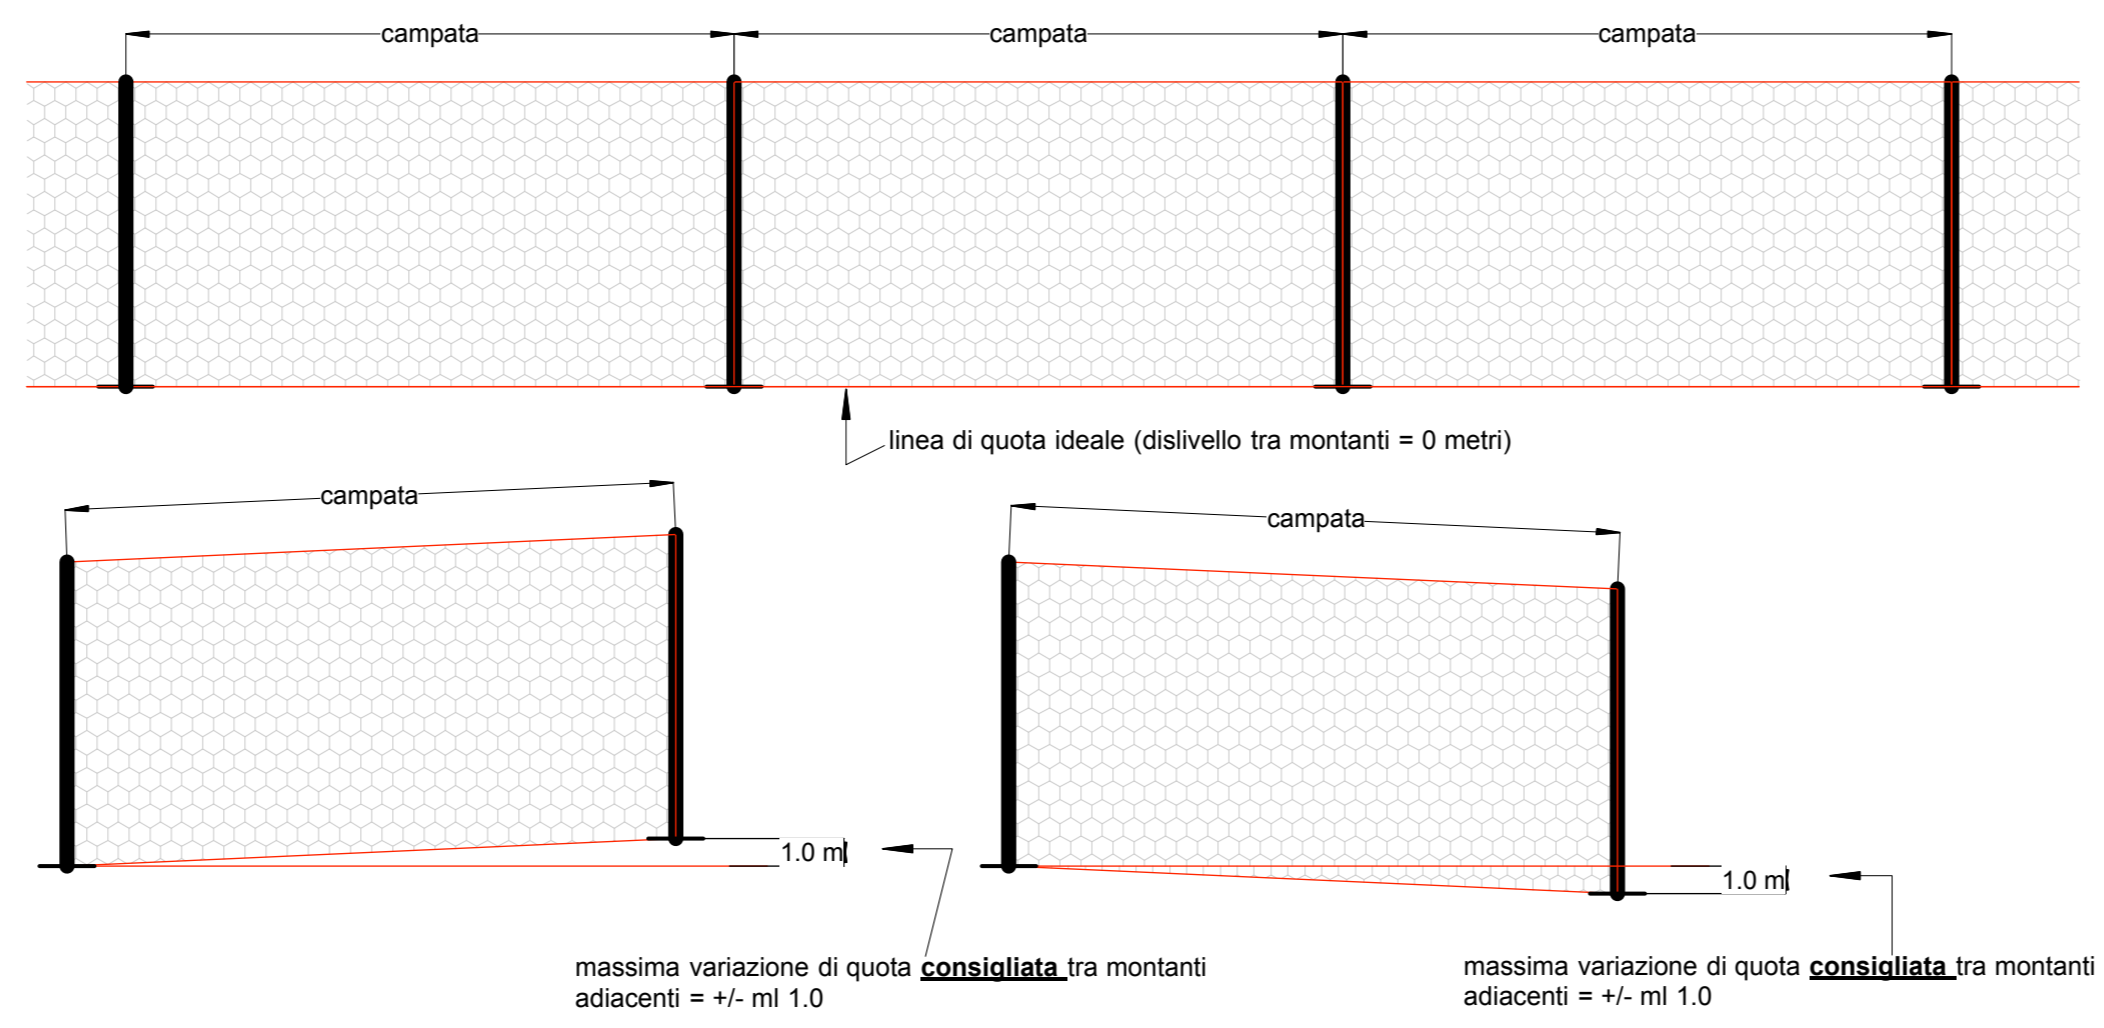 campata
campata
campata
linea di quota ideale (dislivello tra montanti = 0 metri)
campata
campata
1.0 m
1.0 m
massima variazione di quota consigliata tra montanti
adiacenti = +/- ml 1.0
massima variazione di quota consigliata tra montanti
adiacenti = +/- ml 1.0